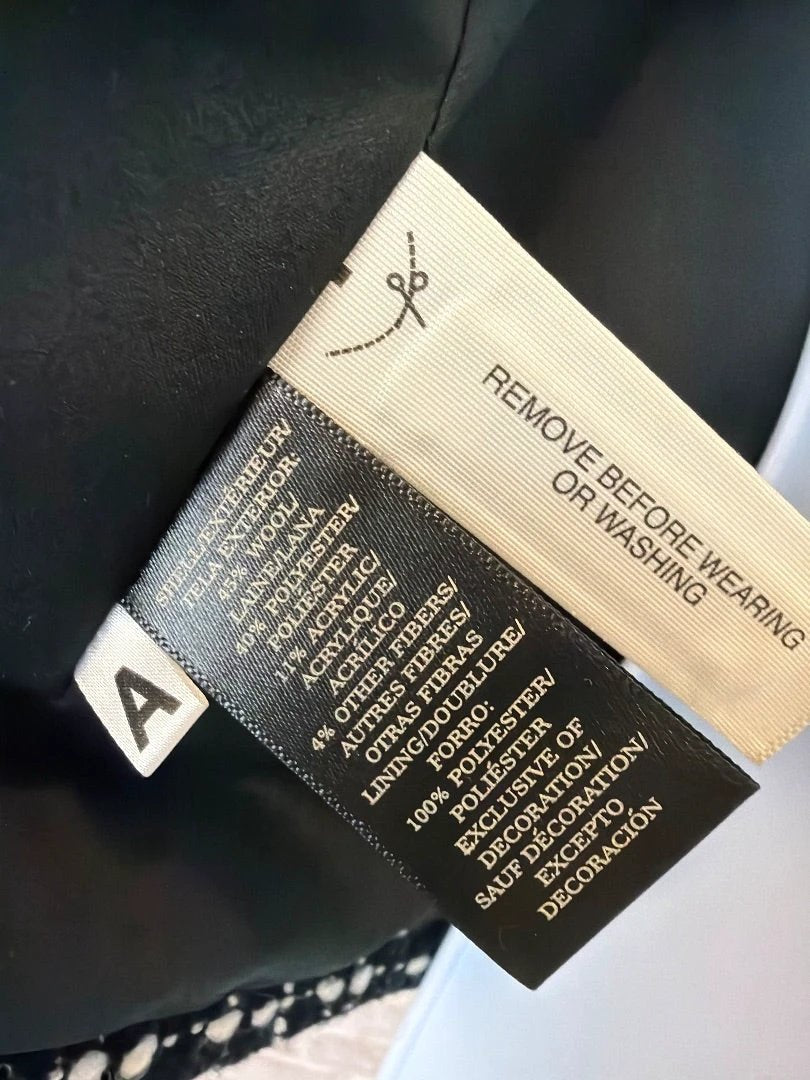 REMOVE BEFORE WEARING
OR WASHING
SHELL/EXTÉRIEUR/
TELA EXTERIOR
45% WOOL/
LAINE/LANA
40% POLYESTER/
POLIÉSTER
11% ACRYLIC/
ACRYLIQUE/
ACRÍLICO
4% OTHER FIBERS/
AUTRES FIBRES/
OTRAS FIBRAS
LINING/DOUBLURE/
FORRO:
100% POLYESTER/
POLIÉSTER
EXCLUSIVE OF
DECORATION/
SAUF DÉCORATION/
EXCEPTO
DECORACIÓN
A